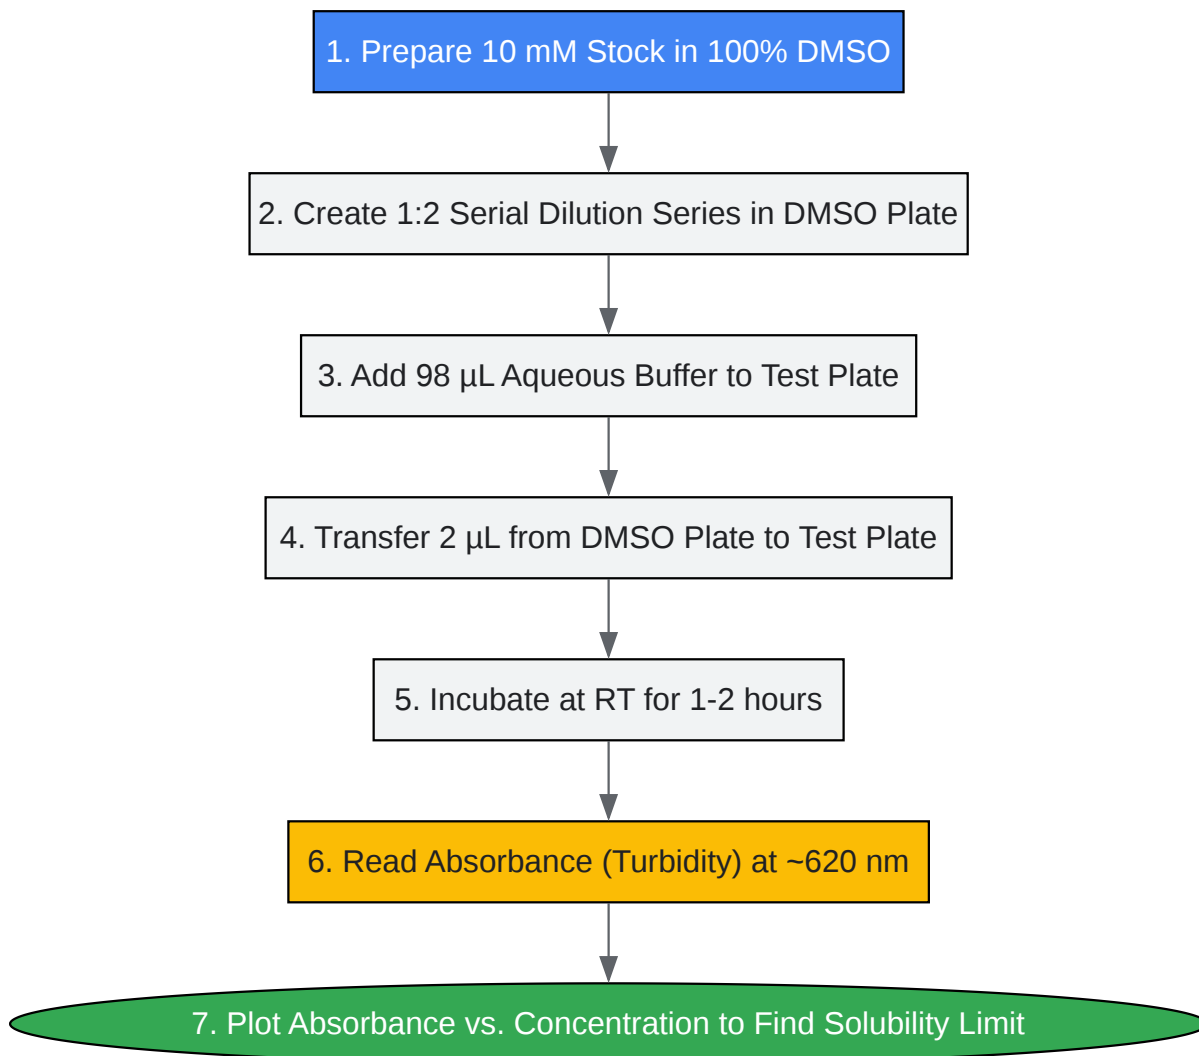 1. Prepare 10 mM Stock in 100% DMSO
2. Create 1:2 Serial Dilution Series in DMSO Plate
3. Add 98 µL Aqueous Buffer to Test Plate
4. Transfer 2 µL from DMSO Plate to Test Plate
5. Incubate at RT for 1-2 hours
6. Read Absorbance (Turbidity) at ~620 nm
7. Plot Absorbance vs. Concentration to Find Solubility Limit